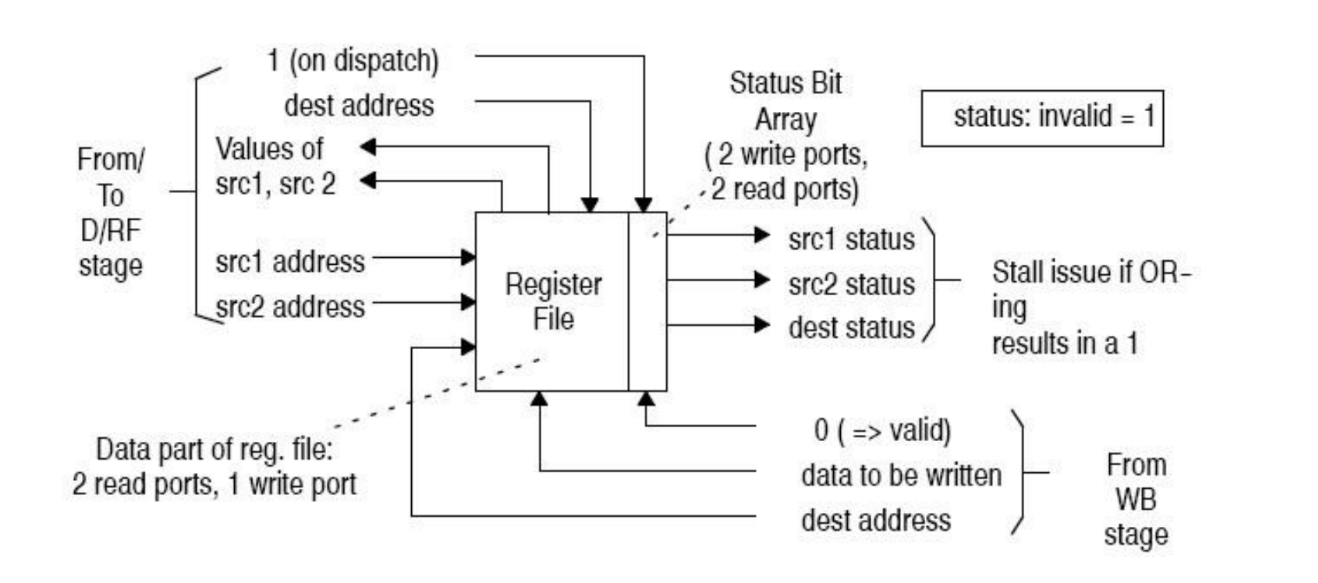 1 (on dispatch)
dest address
Values of
src1, src 2
From/
To
D/RF
stage
src1 address
src2 address
Status Bit
Array
( 2 write ports,
2 read ports)
status: invalid = 1
Register
File
src1 status
src2 status
dest status
Stall issue if OR-
ing
results in a 1
Data part of reg. file:
2 read ports, 1 write port
0 ( => valid)
data to be written
dest address
From
WB
stage